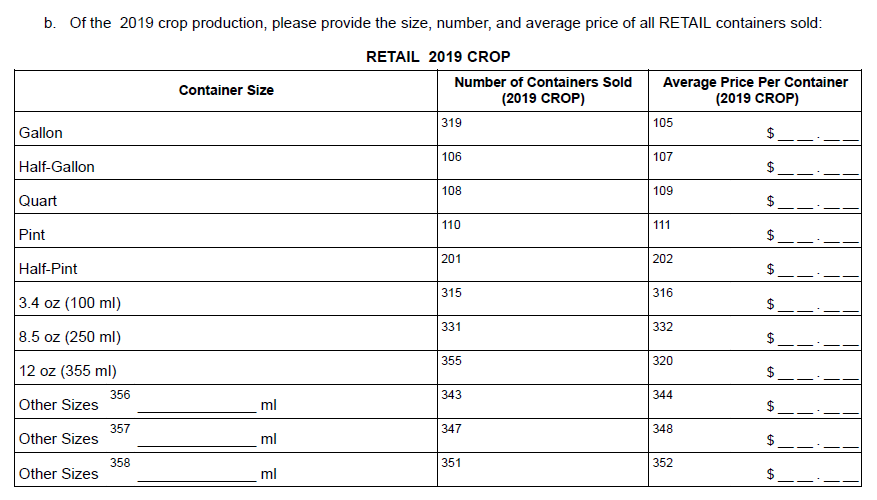 b. Of the 2019 crop production, please provide the size, number, and average price of all RETAIL containers sold:
RETAIL 2019 CROP
Container Size Number of Containers Sold (2019 CROP) Average Price Per Container (2019 CROP)
Gallon 319 105 $ __ __ . __ __
Half-Gallon 106 107 $ __ __ . __ __
Quart 108 109 $ __ __ . __ __
Pint 110 111 $ __ __ . __ __
Half-Pint 201 202 $ __ __ . __ __
3.4 oz (100 ml) 315 316 $ __ __ . __ __
8.5 oz (250 ml) 331 332 $ __ __ . __ __
12 oz (355 ml) 355 320 $ __ __ . __ __
Other Sizes 356 ______________ ml 343 344 $ __ __ . __ __
Other Sizes 357 ______________ ml 347 348 $ __ __ . __ __
Other Sizes 358 ______________ ml 351 352 $ __ __ . __ __